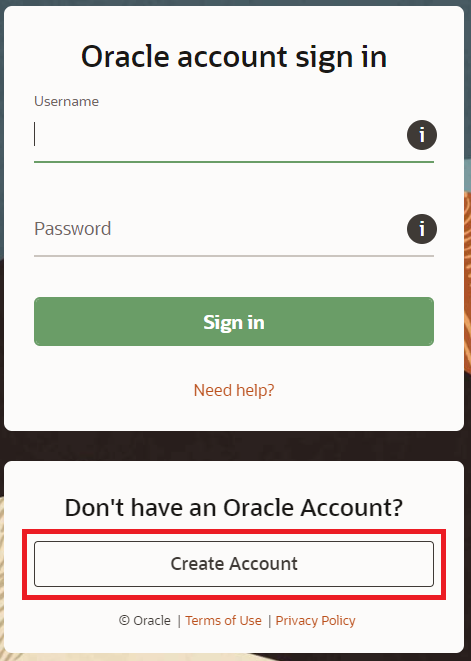 Oracle account sign in
Username
i
Password
i
Sign in
Need help?
Don't have an Oracle Account?
Create Account
© Oracle | Terms of Use | Privacy Policy